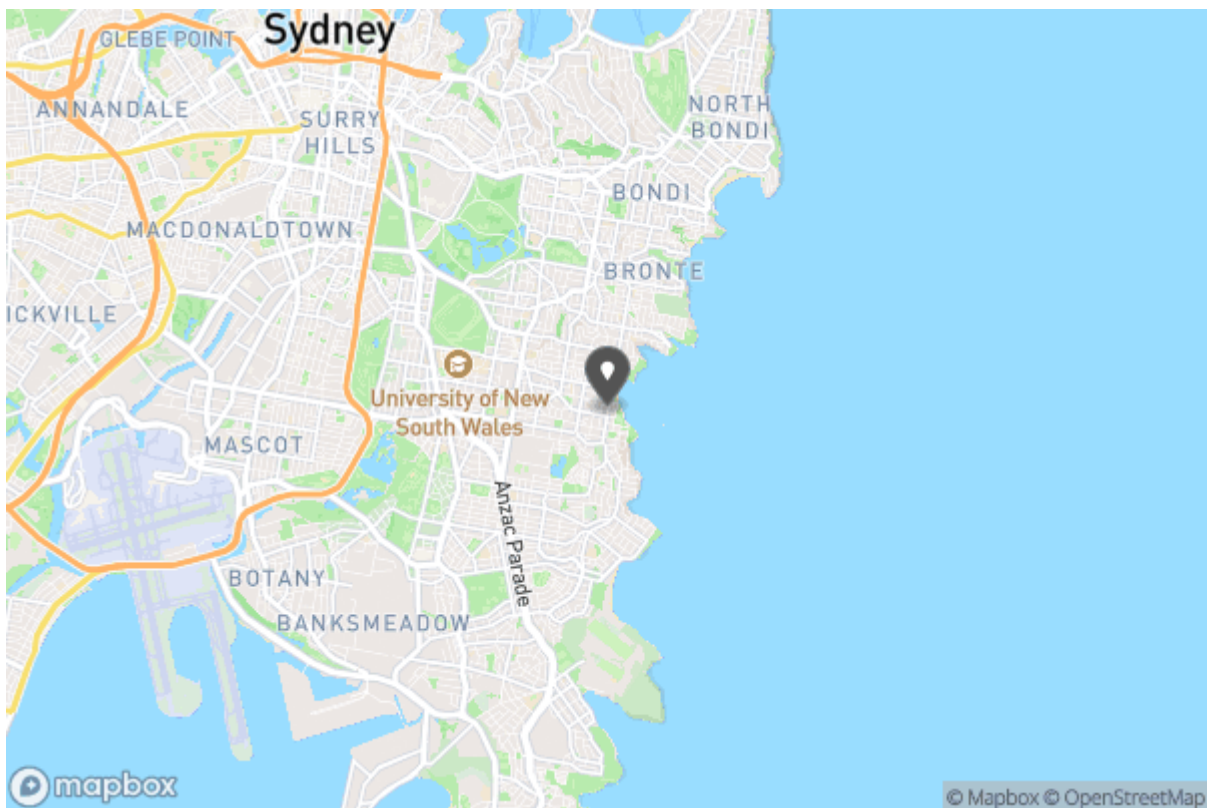 Sydney
GLEBE POINT
ANNANDALE
SURRY
HILLS
NORTH
BONDI
BONDI
MACDONALDTOWN
BRONTE
ICKVILLE
University of New
South Wales
MASCOT
Anzac Parade
BOTANY
BANKSMEADOW
mapbox
© Mapbox © OpenStreetMap